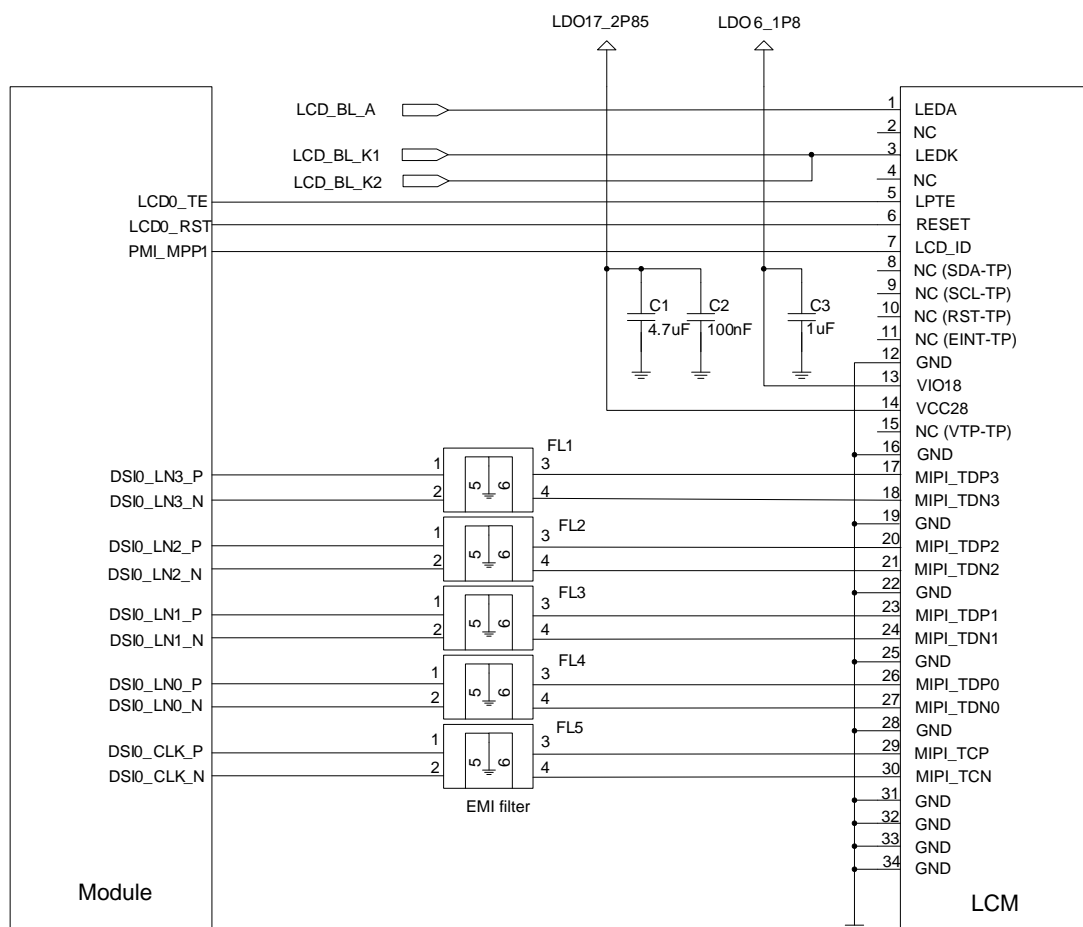 LDO17_2P85
LDO6_1P8
LCD_BL_A
1
LEDA
2
NC
LCD_BL_K1
3
LEDK
LCD_BL_K2
4
NC
LCD0_TE
5
LPTE
LCD0_RST
6
RESET
PMI_MPP1
7
LCD_ID
8
NC (SDA-TP)
9
NC (SCL-TP)
C1
C2
C3
10
NC (RST-TP)
4.7uF
100nF
1uF
11
NC (EINT-TP)
12
GND
13
VIO18
14
VCC28
15
NC (VTP-TP)
FL1
16
GND
DSI0_LN3_P
1
5
6
3
17
MIPI_TDP3
DSI0_LN3_N
2
4
18
MIPI_TDN3
FL2
19
GND
DSI0_LN2_P
1
5
6
3
20
MIPI_TDP2
DSI0_LN2_N
2
4
21
MIPI_TDN2
FL3
22
GND
DSI0_LN1_P
1
5
6
3
23
MIPI_TDP1
DSI0_LN1_N
2
4
24
MIPI_TDN1
FL4
25
GND
DSI0_LN0_P
1
5
6
3
26
MIPI_TDP0
DSI0_LN0_N
2
4
27
MIPI_TDN0
FL5
28
GND
DSI0_CLK_P
1
5
6
3
29
MIPI_TCP
DSI0_CLK_N
2
4
30
MIPI_TCN
EMI filter
31
GND
32
GND
33
GND
34
GND
Module
LCM